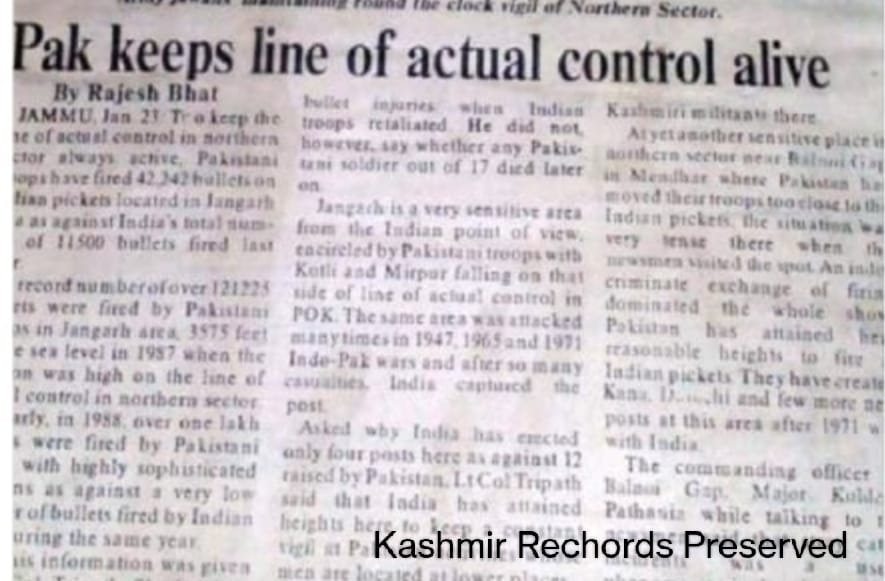 maintaining round the clock vigil of Northern Sector.
Pak keeps line of actual control alive
By Rajesh Bhat
JAMMU, Jan. 23: To keep the
of actual control in northern
always active, Pakistani
have fired 42,242 bullets on
pickets located in Jangarh
as against India's total num-
of 11500 bullets fired last
record number of over 121225
were fired by Pakistani
in Jangarh area, 3575 feet
sea level in 1987 when the
was high on the line of
control in northern sector.
in 1988, over one lakh
were fired by Pakistani
with highly sophisticated
as against a very low
of bullets fired by Indian
the same year.
information was given
bullet injuries when Indian
troops retaliated. He did not,
however, say whether any Pakis-
tani soldier out of 17 died later
on.
Jangarh is a very sensitive area
from the Indian point of view,
encircled by Pakistani troops with
Kotli and Mirpur falling on that
side of line of actual control in
POK. The same area was attacked
many times in 1947, 1965 and 1971
Indo-Pak wars and after so many
casualties, India captured the
post.
Asked why India has erected
only four posts here as against 12
raised by Pakistan, Lt Col Tripath
said that India has attained
heights here to keep a constant
vigil at
men are located at lower places
Kashmiri militants there.
At yet another sensitive place in
northern sector near Balnoi Gap
in Mendhar where Pakistan
moved their troops too close to
Indian pickets, the situation
very tense there when
newsmen visited the spot. An
criminate exchange of
dominated the whole
Pakistan has attained
reasonable heights to fire
Indian pickets They have
Kana, and few more
posts at this area after 1971
with India.
The commanding officer
Balnoi Gap, Major
Pathania while talking to
was a
Kashmir Rechords Preserved